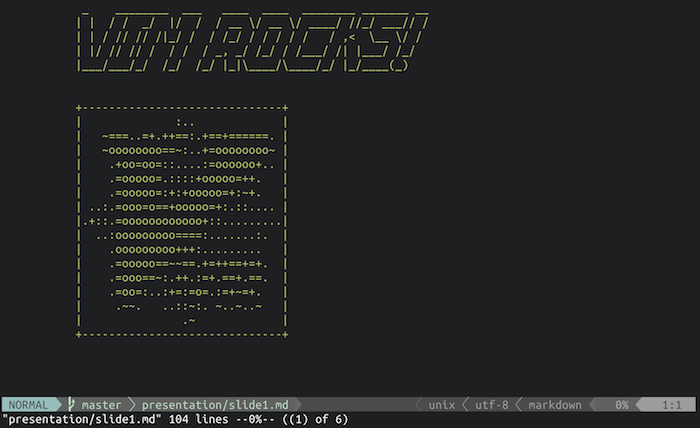 VIM ROCKS!
+-----------------------------+
:..
~===..=+.++==:.+==+======.
~oooooooo==~:..+=oooooooo~
.+oo=oo=::....:=oooooo+..
.=ooooo=.::::+ooooo=++.
.=ooooo=:+:+ooooo=+:~+.
..:.=ooo=o==+ooooo=+:.::....
.+::.=oooooooooooo+::.........
..:ooooooooo====:.......:.
.ooooooooo+++:..........
.=ooooo==~~==.+=++==+=+.
.=ooo==~:.++.:=+.==+.==.
.=oo=:..:+=:=o=.:=+~=+.
.~~.   ..::~:. ~..~..~
.~
+-----------------------------+
NORMAL master presentation/slide1.md unix utf-8 markdown 0% 1:1
"presentation/slide1.md" 104 lines --0%-- ((1) of 6)